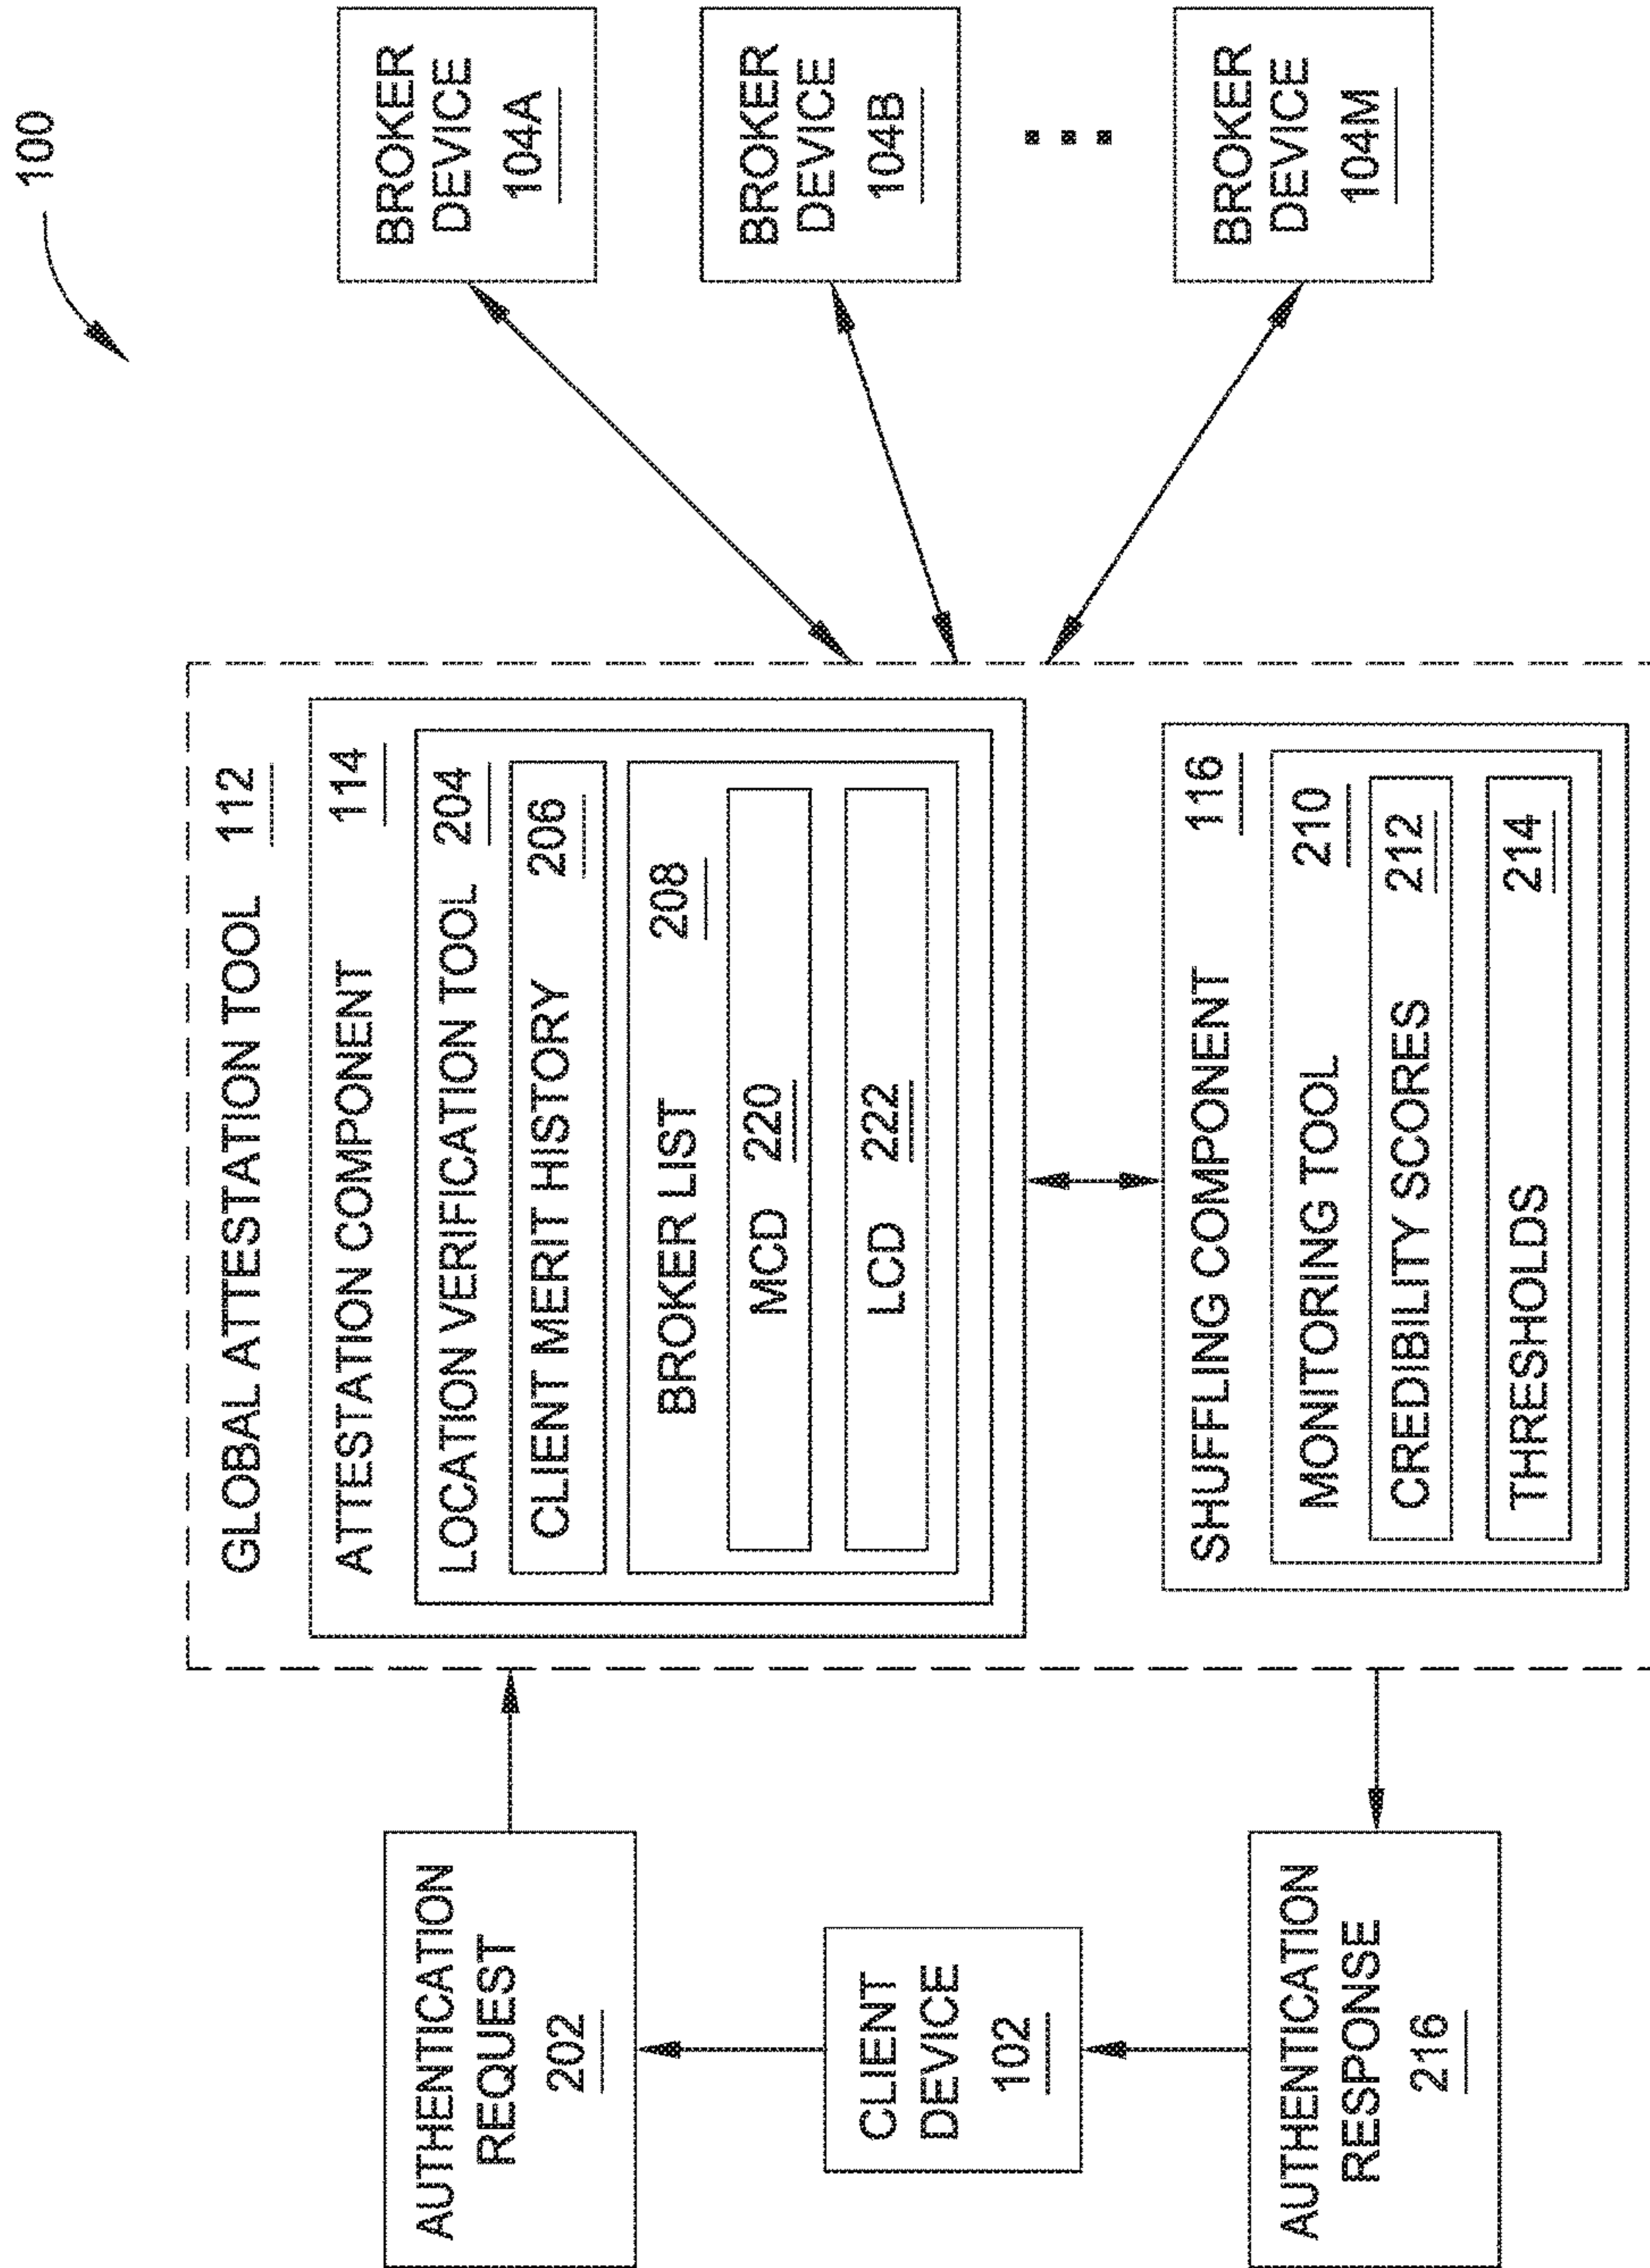 100
AUTHENTICATION
REQUEST
202
CLIENT
DEVICE
102
AUTHENTICATION
RESPONSE
216
GLOBAL ATTESTATION TOOL 112
ATTESTATION COMPONENT 114
LOCATION VERIFICATION TOOL 204
CLIENT MERIT HISTORY 206
BROKER LIST 208
MCD 220
LCD 222
SHUFFLING COMPONENT 116
MONITORING TOOL 210
CREDIBILITY SCORES 212
THRESHOLDS 214
BROKER
DEVICE
104A
BROKER
DEVICE
104B
BROKER
DEVICE
104M